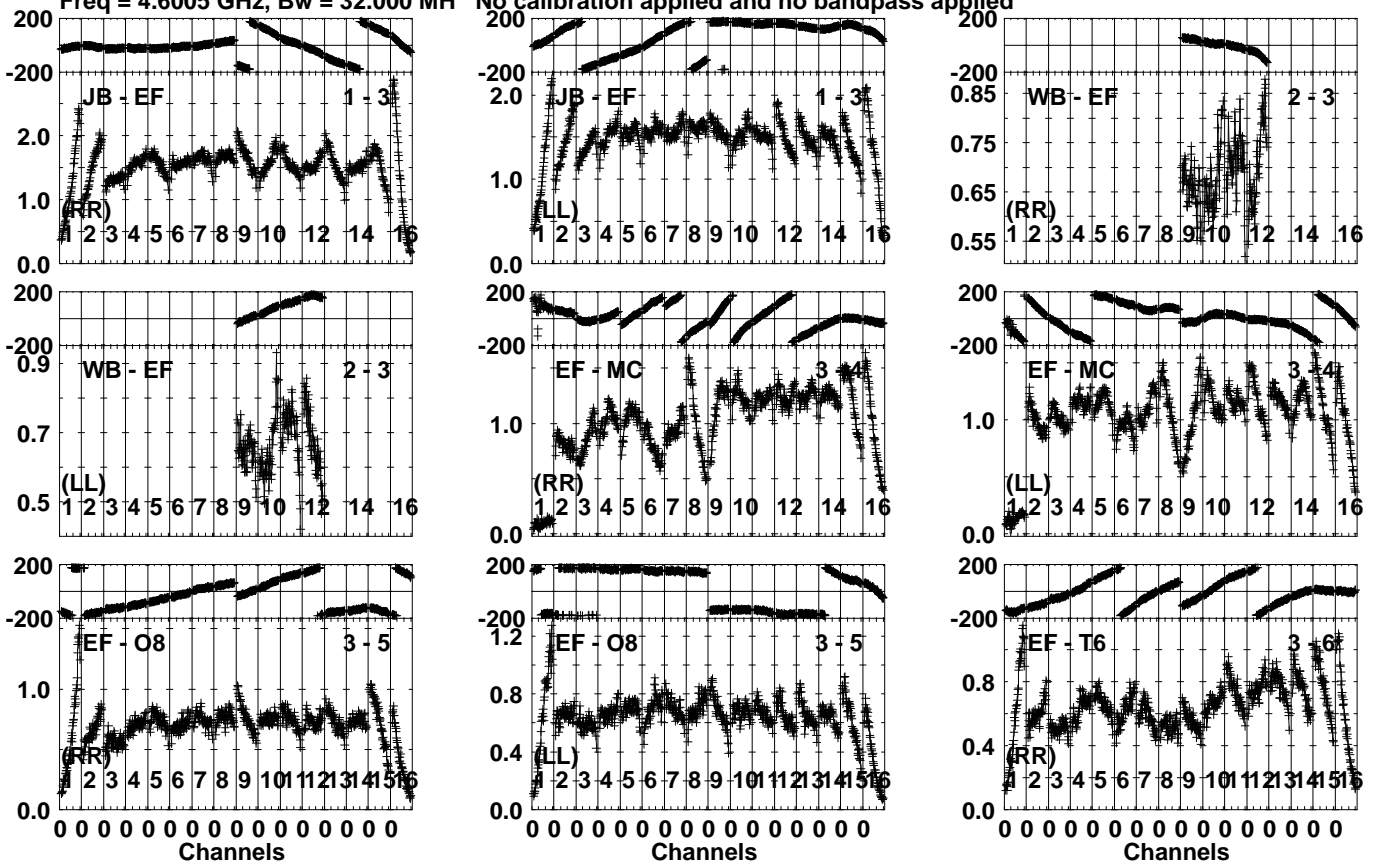 Freq = 4.6005 GHz, Bw = 32.000 MH No calibration applied and no bandpass applied
200
-200
JB - EF 1 - 3
2.0
1.0
0.0
(RR)
1 2 3 4 5 6 7 8 9 10 12 14 16
200
-200
JB - EF 1 - 3
2.0
1.0
(LL)
1 2 3 4 5 6 7 8 9 10 12 14 16
200
-200
WB - EF 2 - 3
0.85
0.75
0.65
0.55
(RR)
1 2 3 4 5 6 7 8 9 10 12 14 16
200
-200
WB - EF 2 - 3
0.9
0.7
0.5
(LL)
1 2 3 4 5 6 7 8 9 10 12 14 16
200
-200
EF - MC 3 - 4
1.0
0.0
(RR)
1 2 3 4 5 6 7 8 9 10 12 14 16
200
-200
EF - MC 3 - 4
1.0
(LL)
1 2 3 4 5 6 7 8 9 10 12 14 16
200
-200
EF - O8 3 - 5
1.0
0.0
(RR)
1 2 3 4 5 6 7 8 9 10 11 12 13 14 15 16
0 0 0 0 0 0 0 0 0 0 0 0 0 0 0 0
Channels
200
-200
EF - O8 3 - 5
1.2
0.8
0.4
0.0
(LL)
1 2 3 4 5 6 7 8 9 10 11 12 13 14 15 16
0 0 0 0 0 0 0 0 0 0 0 0 0 0 0 0
Channels
200
-200
EF - T6 3 - 6
0.8
0.4
0.0
(RR)
1 2 3 4 5 6 7 8 9 10 11 12 13 14 15 16
0 0 0 0 0 0 0 0 0 0 0 0 0 0 0 0
Channels